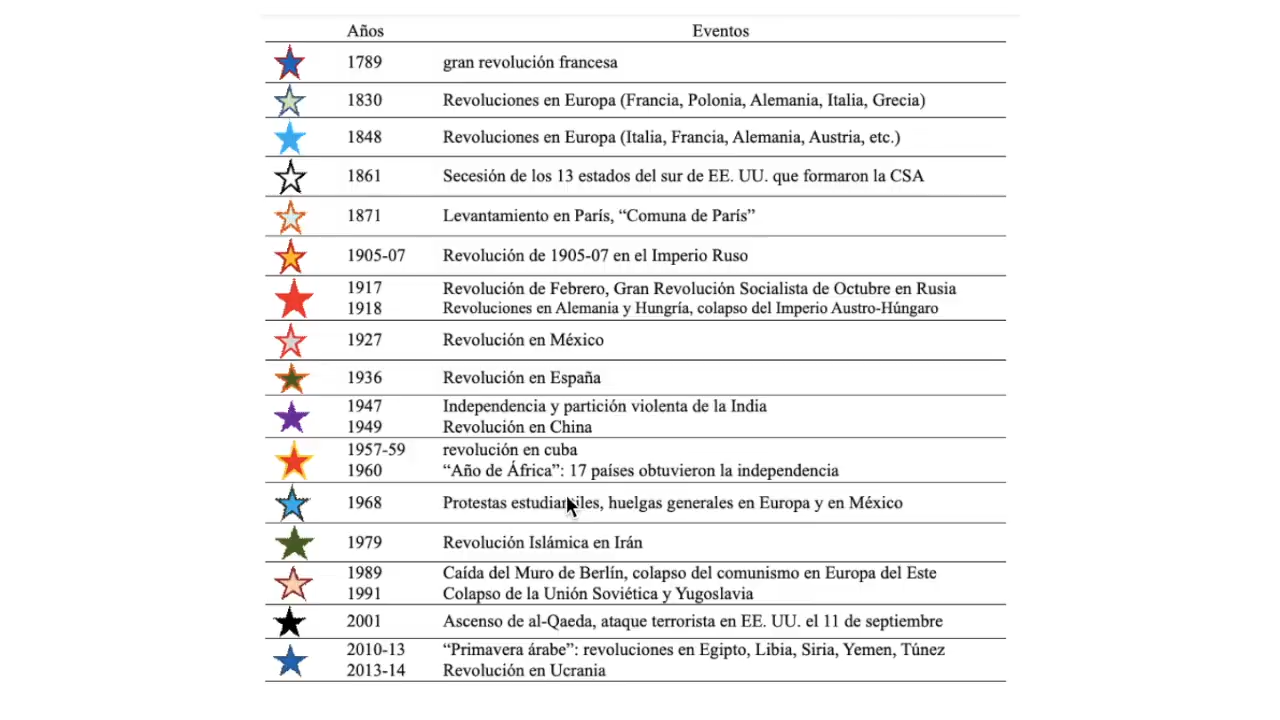 Años Eventos
1789 gran revolución francesa
1830 Revoluciones en Europa (Francia, Polonia, Alemania, Italia, Grecia)
1848 Revoluciones en Europa (Italia, Francia, Alemania, Austria, etc.)
1861 Secesión de los 13 estados del sur de EE. UU. que formaron la CSA
1871 Levantamiento en París, “Comuna de París”
1905-07 Revolución de 1905-07 en el Imperio Ruso
1917 Revolución de Febrero, Gran Revolución Socialista de Octubre en Rusia
1918 Revoluciones en Alemania y Hungría, colapso del Imperio Austro-Húngaro
1927 Revolución en México
1936 Revolución en España
1947 Independencia y partición violenta de la India
1949 Revolución en China
1957-59 revolución en cuba
1960 “Año de África”: 17 países obtuvieron la independencia
1968 Protestas estudiantiles, huelgas generales en Europa y en México
1979 Revolución Islámica en Irán
1989 Caída del Muro de Berlín, colapso del comunismo en Europa del Este
1991 Colapso de la Unión Soviética y Yugoslavia
2001 Ascenso de al-Qaeda, ataque terrorista en EE. UU. el 11 de septiembre
2010-13 “Primavera árabe”: revoluciones en Egipto, Libia, Siria, Yemen, Túnez
2013-14 Revolución en Ucrania